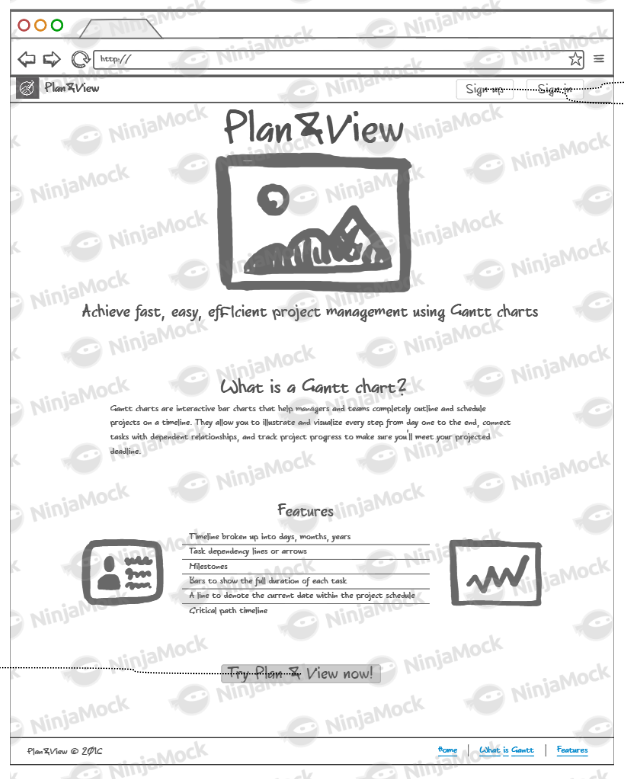 http://
Plan&View
Sign up
Sign in
Plan&View
Achieve fast, easy, efficient project management using Gantt charts
What is a Gantt chart?
Gantt charts are interactive bar charts that help managers and teams completely outline and schedule
projects on a timeline. They allow you to illustrate and visualize every step from day one to the end, connect
tasks with dependent relationships, and track project progress to make sure you'll meet your projected
deadline.
Features
Timeline broken up into days, months, years
Task dependency lines or arrows
Milestones
Bars to show the full duration of each task
A line to denote the current date within the project schedule
Critical path timeline
Try Plan & View now!
Plan&View © 2016
Home | What is Gantt | Features
NinjaMock